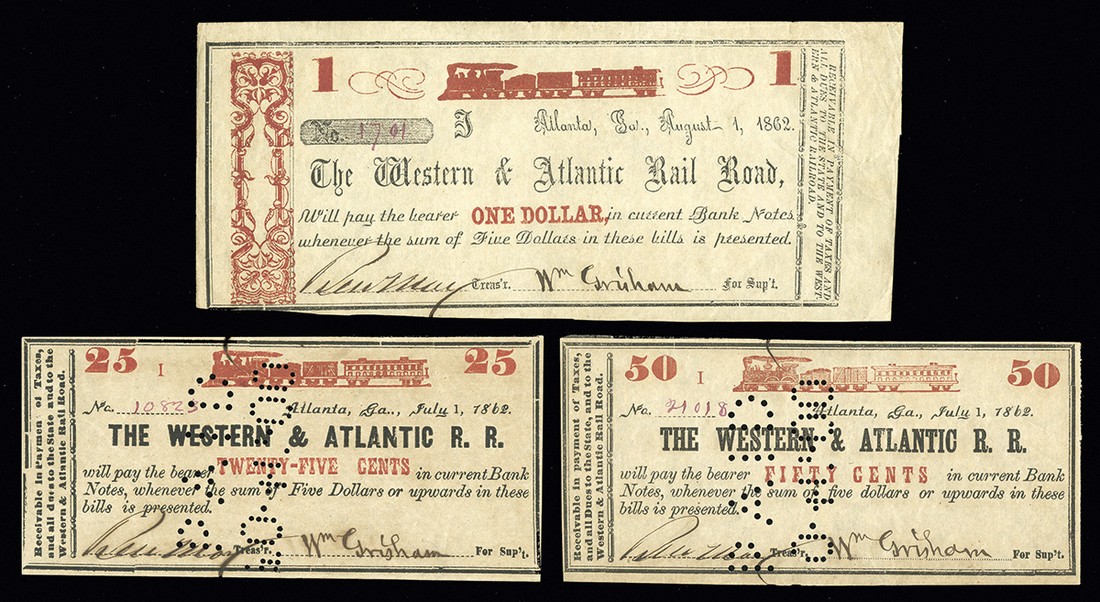 1 1
No. 1701 I Atlanta, Ga., August 1, 1862.
The Western & Atlantic Rail Road,
Will pay the bearer ONE DOLLAR, in current Bank Notes
whenever the sum of Five Dollars in these bills is presented.
Treas'r. Wm Grisham For Sup't.
RECEIVABLE IN PAYMENT OF TAXES AND
ALL DUES TO THE STATE AND TO THE WEST-
ERN & ATLANTIC RAILROAD.
Receivable in Paymen of Taxes,
and all dues to the State and to the
Western & Atlantic Rail Road.
25 I 25
No. Atlanta, Ga., July 1, 1862.
THE WESTERN & ATLANTIC R. R.
will pay the bearer TWENTY-FIVE CENTS in current Bank
Notes, whenever the sum of Five Dollars or upwards in these
bills is presented.
Treas'r. Wm Grisham For Sup't.
Receivable in payment of Taxes,
and all Dues to the State, and to the
Western & Atlantic Rail Road.
50 I 50
No. 21018 Atlanta, Ga., July 1, 1862.
THE WESTERN & ATLANTIC R. R.
will pay the bearer FIFTY CENTS in current Bank
Notes, whenever the sum of five dollars or upwards in these
bills is presented.
Treas'r, Wm Grisham For Sup't.